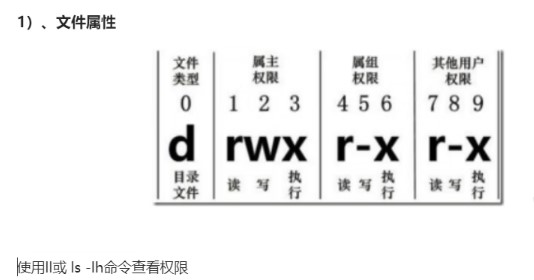 1）、文件属性
文件 属主 属组 其他用户
类型 权限 权限 权限
0 1 2 3 4 5 6 7 8 9
d rwx r-x r-x
目录 读 写 执 读 写 执 读 写 执
文件 行 行 行
使用ll或 ls -lh命令查看权限